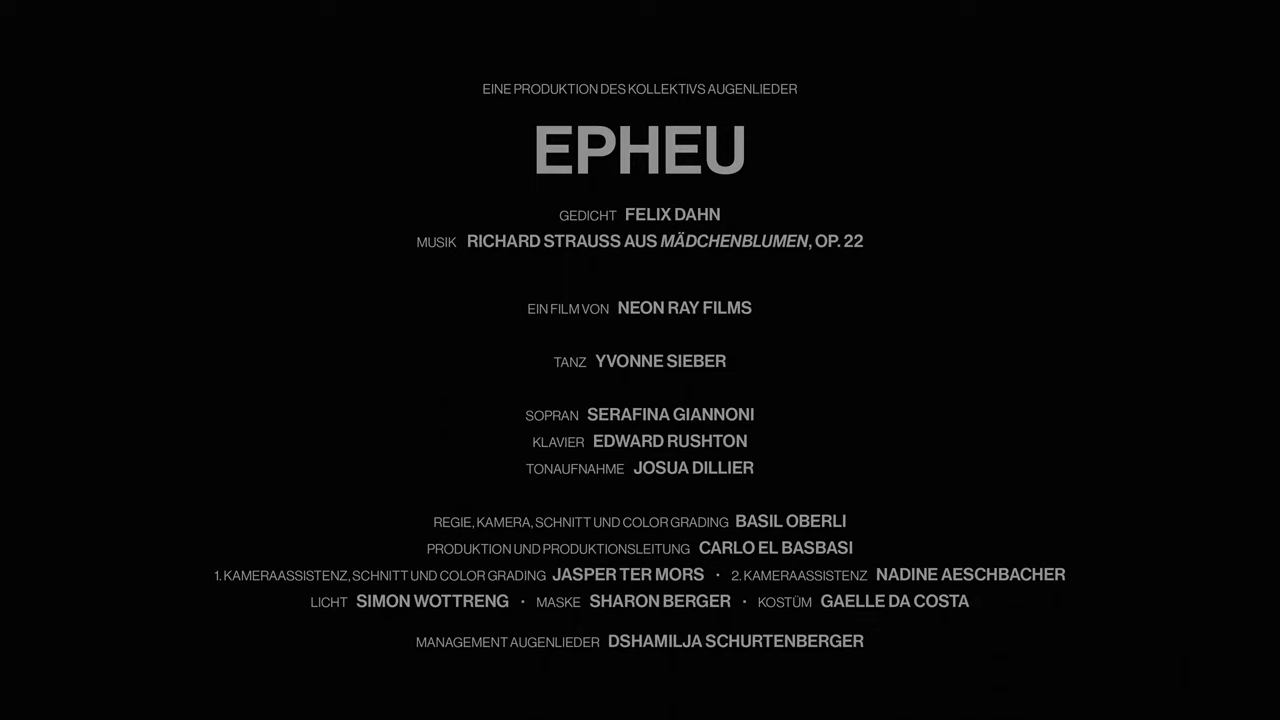 EINE PRODUKTION DES KOLLEKTIVS AUGENLIEDER
EPHEU
GEDICHT FELIX DAHN
MUSIK RICHARD STRAUSS AUS MÄDCHENBLUMEN, OP. 22
EIN FILM VON NEON RAY FILMS
TANZ YVONNE SIEBER
SOPRAN SERAFINA GIANNONI
KLAVIER EDWARD RUSHTON
TONAUFNAHME JOSUA DILLIER
REGIE, KAMERA, SCHNITT UND COLOR GRADING BASIL OBERLI
PRODUKTION UND PRODUKTIONSLEITUNG CARLO EL BASBASI
1. KAMERAASSISTENZ, SCHNITT UND COLOR GRADING JASPER TER MORS · 2. KAMERAASSISTENZ NADINE AESCHBACHER
LICHT SIMON WOTTRENG · MASKE SHARON BERGER · KOSTÜM GAELLE DA COSTA
MANAGEMENT AUGENLIEDER DSHAMILJA SCHURTENBERGER